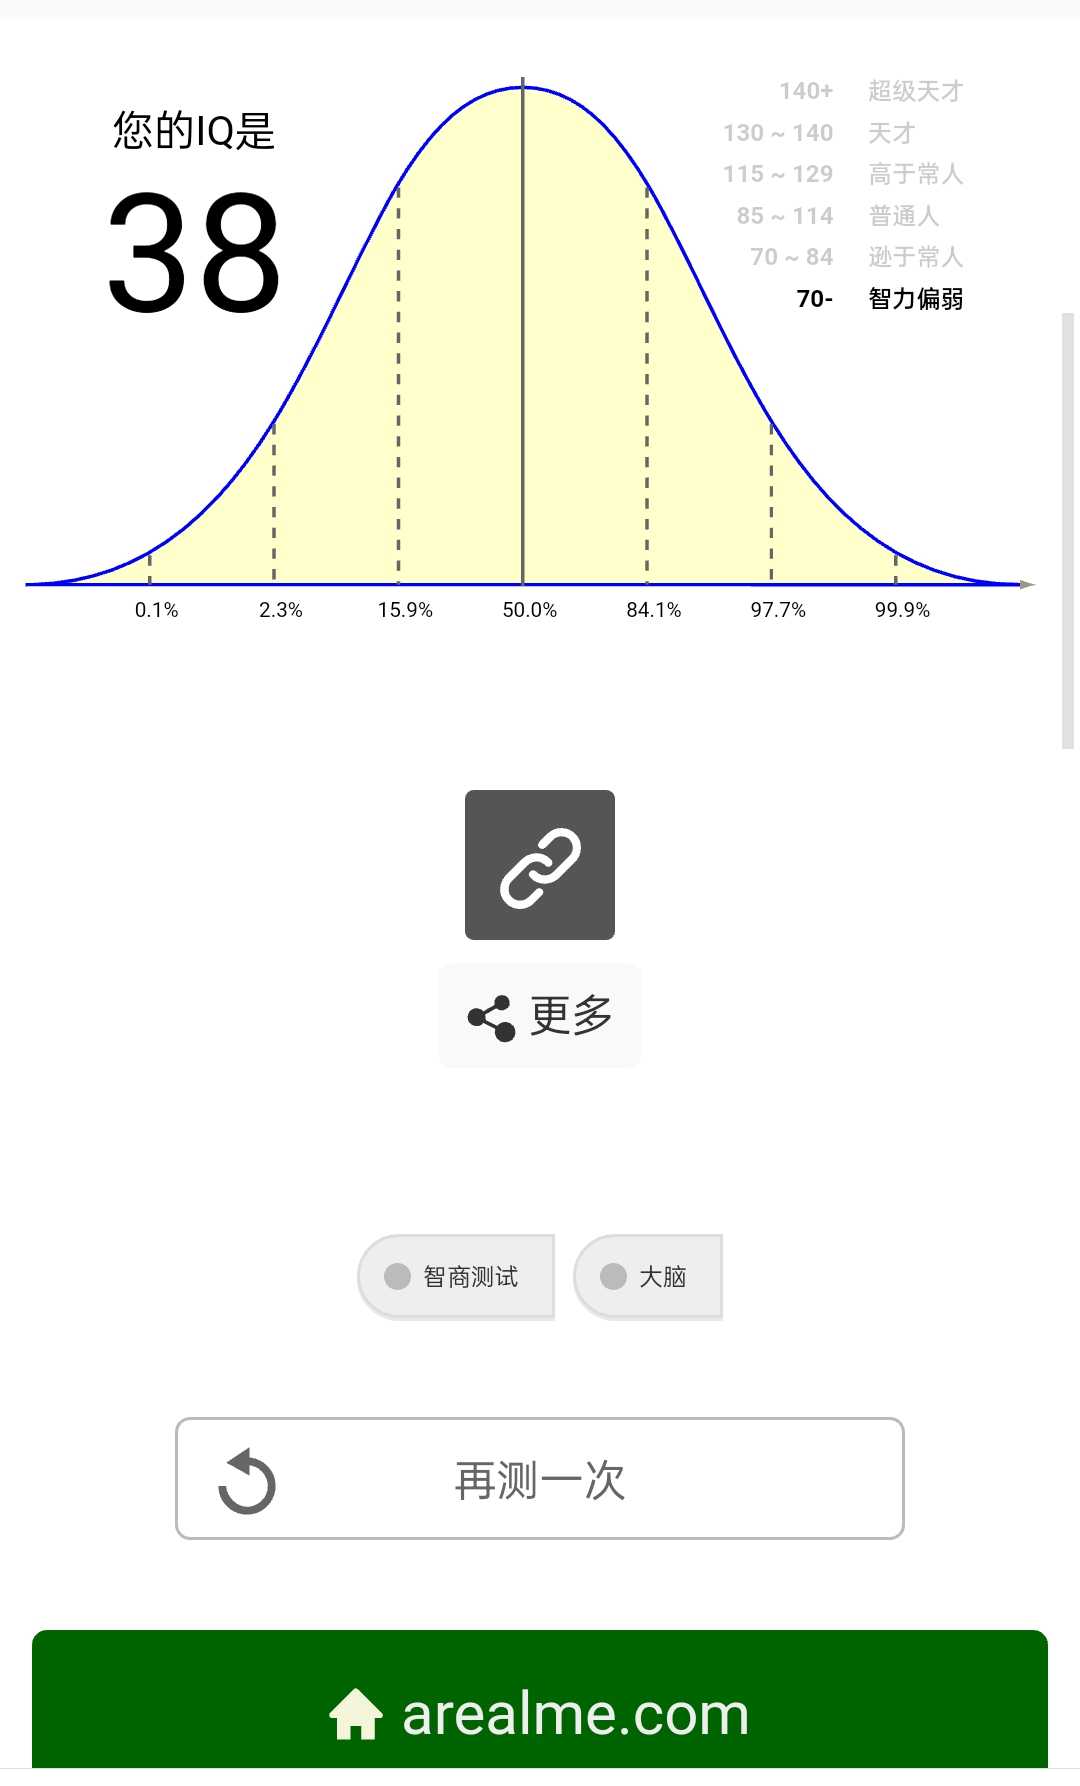 您的IQ是
38
140+ 超级天才
130 ~ 140 天才
115 ~ 129 高于常人
85 ~ 114 普通人
70 ~ 84 逊于常人
70- 智力偏弱
0.1% 2.3% 15.9% 50.0% 84.1% 97.7% 99.9%
更多
智商测试 大脑
再测一次
arealme.com